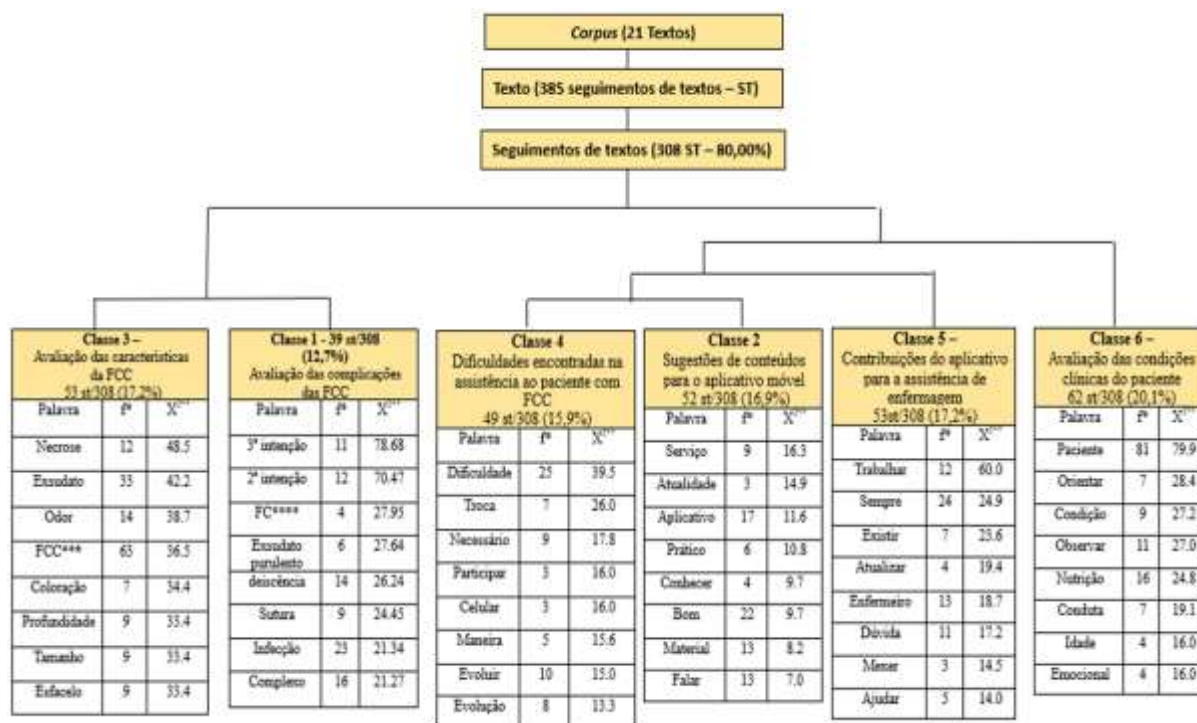 Corpus (21 Textos)
Texto (385 seguimentos de textos – ST)
Seguimentos de textos (308 ST – 80,00%)
Classe 3 –
Avaliação das características
da FCC
53 st/308 (17,2%)
Palavra fª X²**
Necrose 12 48.5
Exsudato 33 42.2
Odor 14 38.7
FCC*** 63 36.5
Coloração 7 34.4
Profundidade 9 33.4
Tamanho 9 33.4
Esfacelo 9 33.4
Classe 1 - 39 st/308
(12,7%)
Avaliação das complicações
das FCC
Palavra fª X²**
3ª intenção 11 78.68
2ª intenção 12 70.47
FC**** 4 27.95
Exsudato
purulento 6 27.64
deiscência 14 26.24
Sutura 9 24.45
Infecção 23 21.34
Complexo 16 21.27
Classe 4
Dificuldades encontradas na
assistência ao paciente com
FCC
49 st/308 (15,9%)
Palavra fª X²**
Dificuldade 25 39.5
Troca 7 26.0
Necessário 9 17.8
Participar 3 16.0
Celular 3 16.0
Maneira 5 15.6
Evoluir 10 15.0
Evolução 8 13.3
Classe 2
Sugestões de conteúdos
para o aplicativo móvel
52 st/308 (16,9%)
Palavra fª X²**
Serviço 9 16.3
Atualidade 3 14.9
Aplicativo 17 11.6
Prático 6 10.8
Conhecer 4 9.7
Bom 22 9.7
Material 13 8.2
Falar 13 7.0
Classe 5 –
Contribuições do aplicativo
para a assistência de
enfermagem
53st/308 (17,2%)
Palavra fª X²**
Trabalhar 12 60.0
Sempre 24 24.9
Existir 7 23.6
Atualizar 4 19.4
Enfermeiro 13 18.7
Dúvida 11 17.2
Mexer 3 14.5
Ajudar 5 14.0
Classe 6 –
Avaliação das condições
clínicas do paciente
62 st/308 (20,1%)
Palavra fª X²**
Paciente 81 79.9
Orientar 7 28.4
Condição 9 27.2
Observar 11 27.0
Nutrição 16 24.8
Conduta 7 19.1
Idade 4 16.0
Emocional 4 16.0